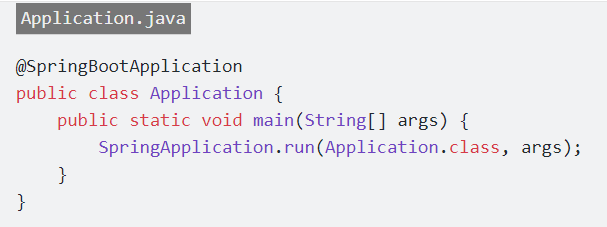 Application.java
@SpringBootApplication
public class Application {
    public static void main(String[] args) {
        SpringApplication.run(Application.class, args);
    }
}